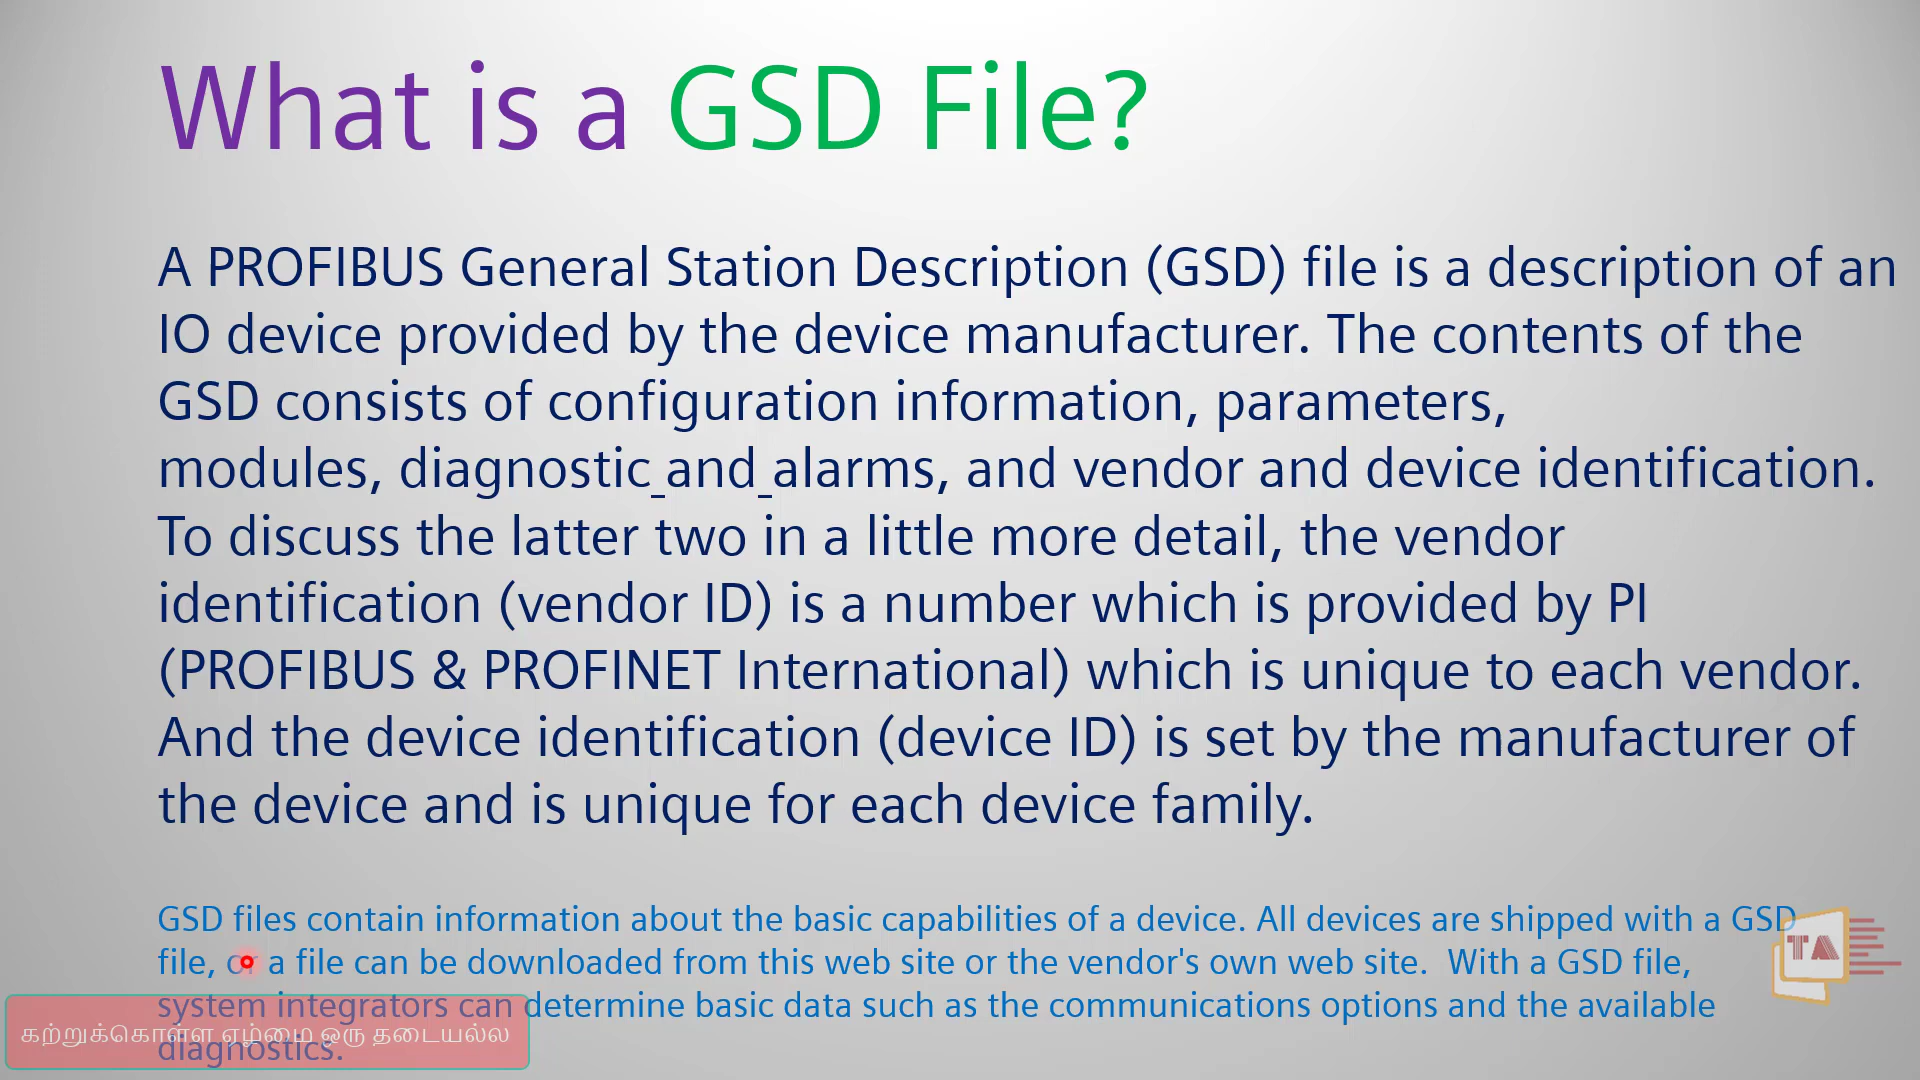 What is a GSD File?
A PROFIBUS General Station Description (GSD) file is a description of an
IO device provided by the device manufacturer. The contents of the
GSD consists of configuration information, parameters,
modules, diagnostic and alarms, and vendor and device identification.
To discuss the latter two in a little more detail, the vendor
identification (vendor ID) is a number which is provided by PI
(PROFIBUS & PROFINET International) which is unique to each vendor.
And the device identification (device ID) is set by the manufacturer of
the device and is unique for each device family.
GSD files contain information about the basic capabilities of a device. All devices are shipped with a GSD
file, or a file can be downloaded from this web site or the vendor's own web site. With a GSD file,
system integrators can determine basic data such as the communications options and the available
diagnostics.
கற்றுக்கொள்ள ஏழ்மை ஒரு தடையல்ல
TA